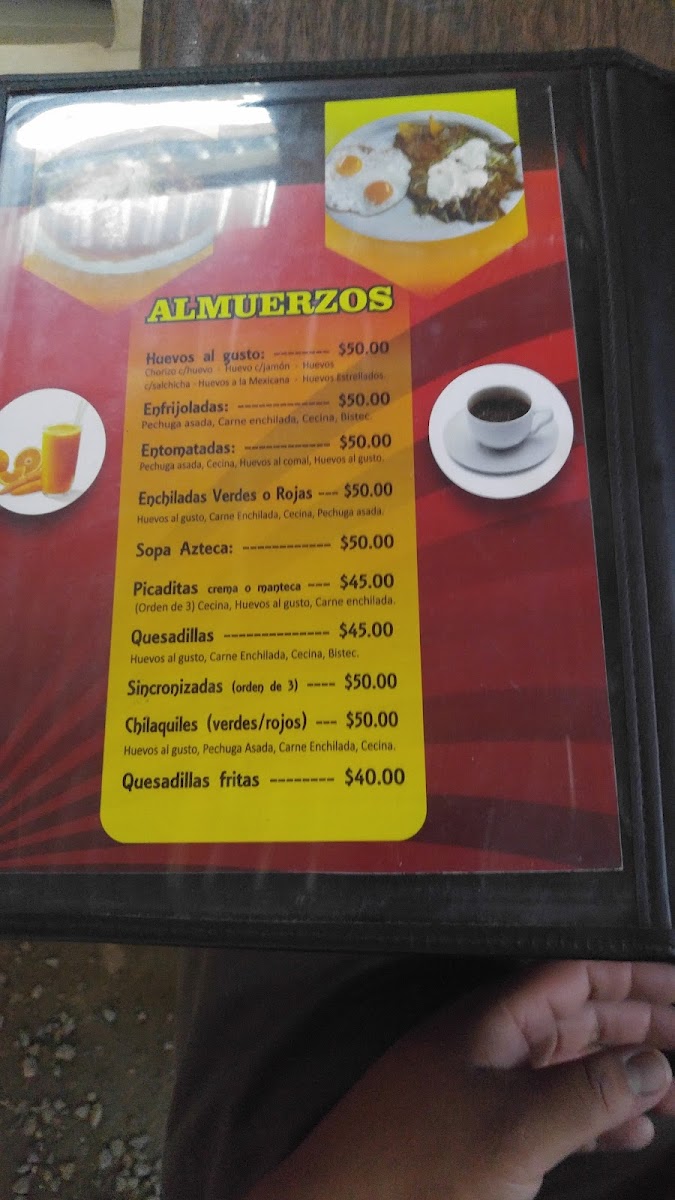 ALMUERZOS
Huevos al gusto: -------- $50.00
Chorizo c/huevo - Huevo c/jamón - Huevos
c/salchicha - Huevos a la Mexicana - Huevos Estrellados.
Enfrijoladas: ------------- $50.00
Pechuga asada, Carne enchilada, Cecina, Bistec.
Entomatadas: ------------ $50.00
Pechuga asada, Cecina, Huevos al comal, Huevos al gusto.
Enchiladas Verdes o Rojas --- $50.00
Huevos al gusto, Carne Enchilada, Cecina, Pechuga asada.
Sopa Azteca: ------------ $50.00
Picaditas crema o manteca --- $45.00
(Orden de 3) Cecina, Huevos al gusto, Carne enchilada.
Quesadillas -------------- $45.00
Huevos al gusto, Carne Enchilada, Cecina, Bistec.
Sincronizadas (orden de 3) ---- $50.00
Chilaquiles (verdes/rojos) --- $50.00
Huevos al gusto, Pechuga Asada, Carne Enchilada, Cecina.
Quesadillas fritas -------- $40.00